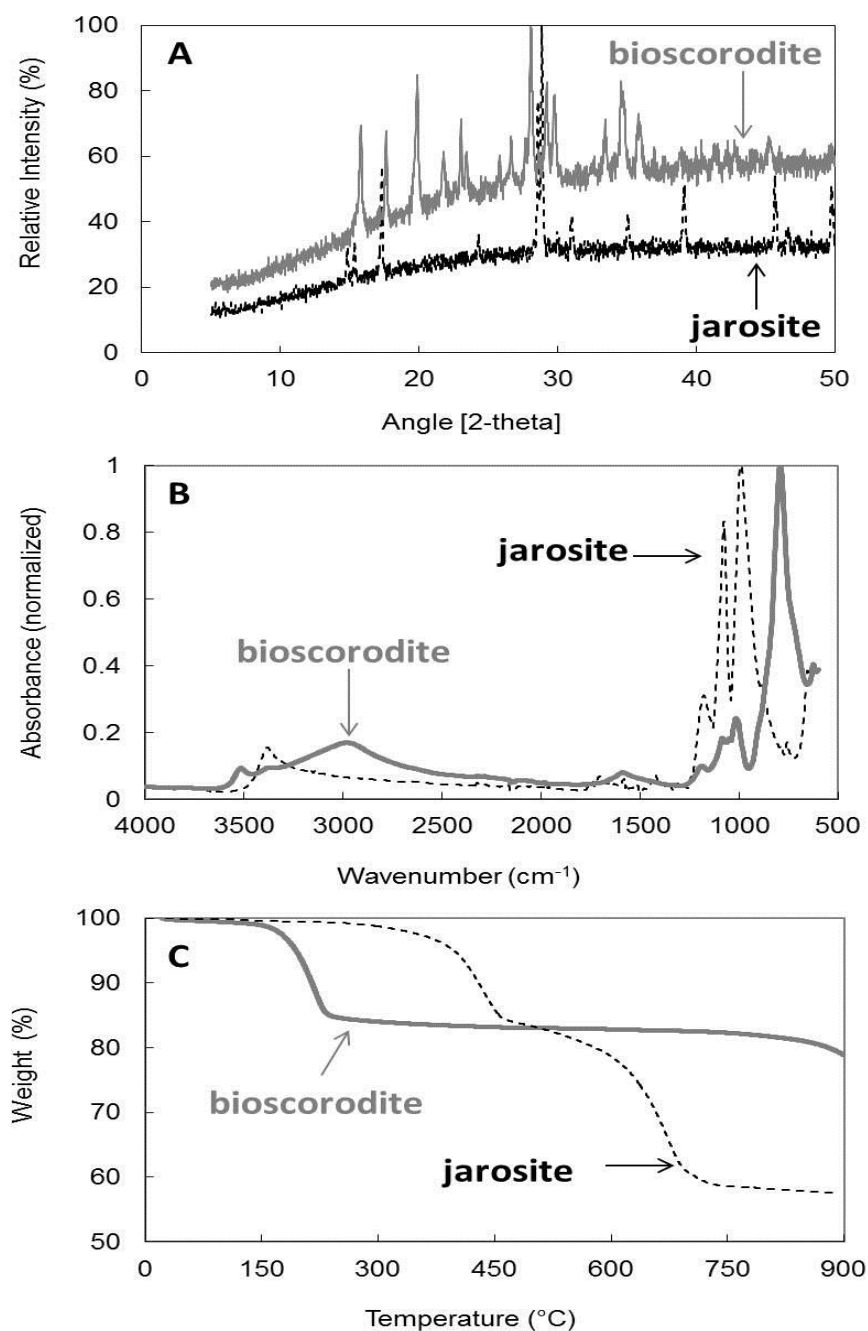 A
bioscorodite
jarosite
Relative Intensity (%)
100
80
60
40
20
0
0 10 20 30 40 50
Angle [2-theta]
B
jarosite
bioscorodite
Absorbance (normalized)
1
0.8
0.6
0.4
0.2
0
4000 3500 3000 2500 2000 1500 1000 500
Wavenumber (cm⁻¹)
C
bioscorodite
jarosite
Weight (%)
100
90
80
70
60
50
0 150 300 450 600 750 900
Temperature (°C)